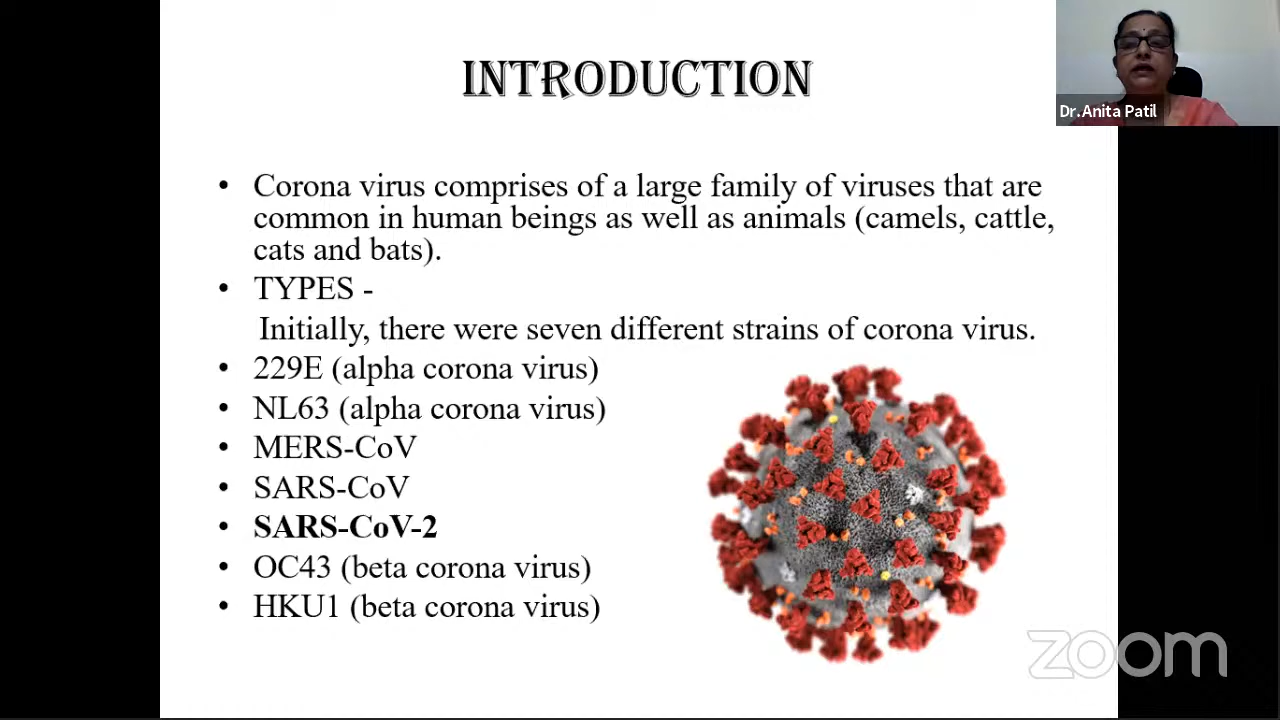 INTRODUCTION
Dr.Anita Patil
• Corona virus comprises of a large family of viruses that are
common in human beings as well as animals (camels, cattle,
cats and bats).
• TYPES -
Initially, there were seven different strains of corona virus.
• 229E (alpha corona virus)
• NL63 (alpha corona virus)
• MERS-CoV
• SARS-CoV
• SARS-CoV-2
• OC43 (beta corona virus)
• HKU1 (beta corona virus)
zoom